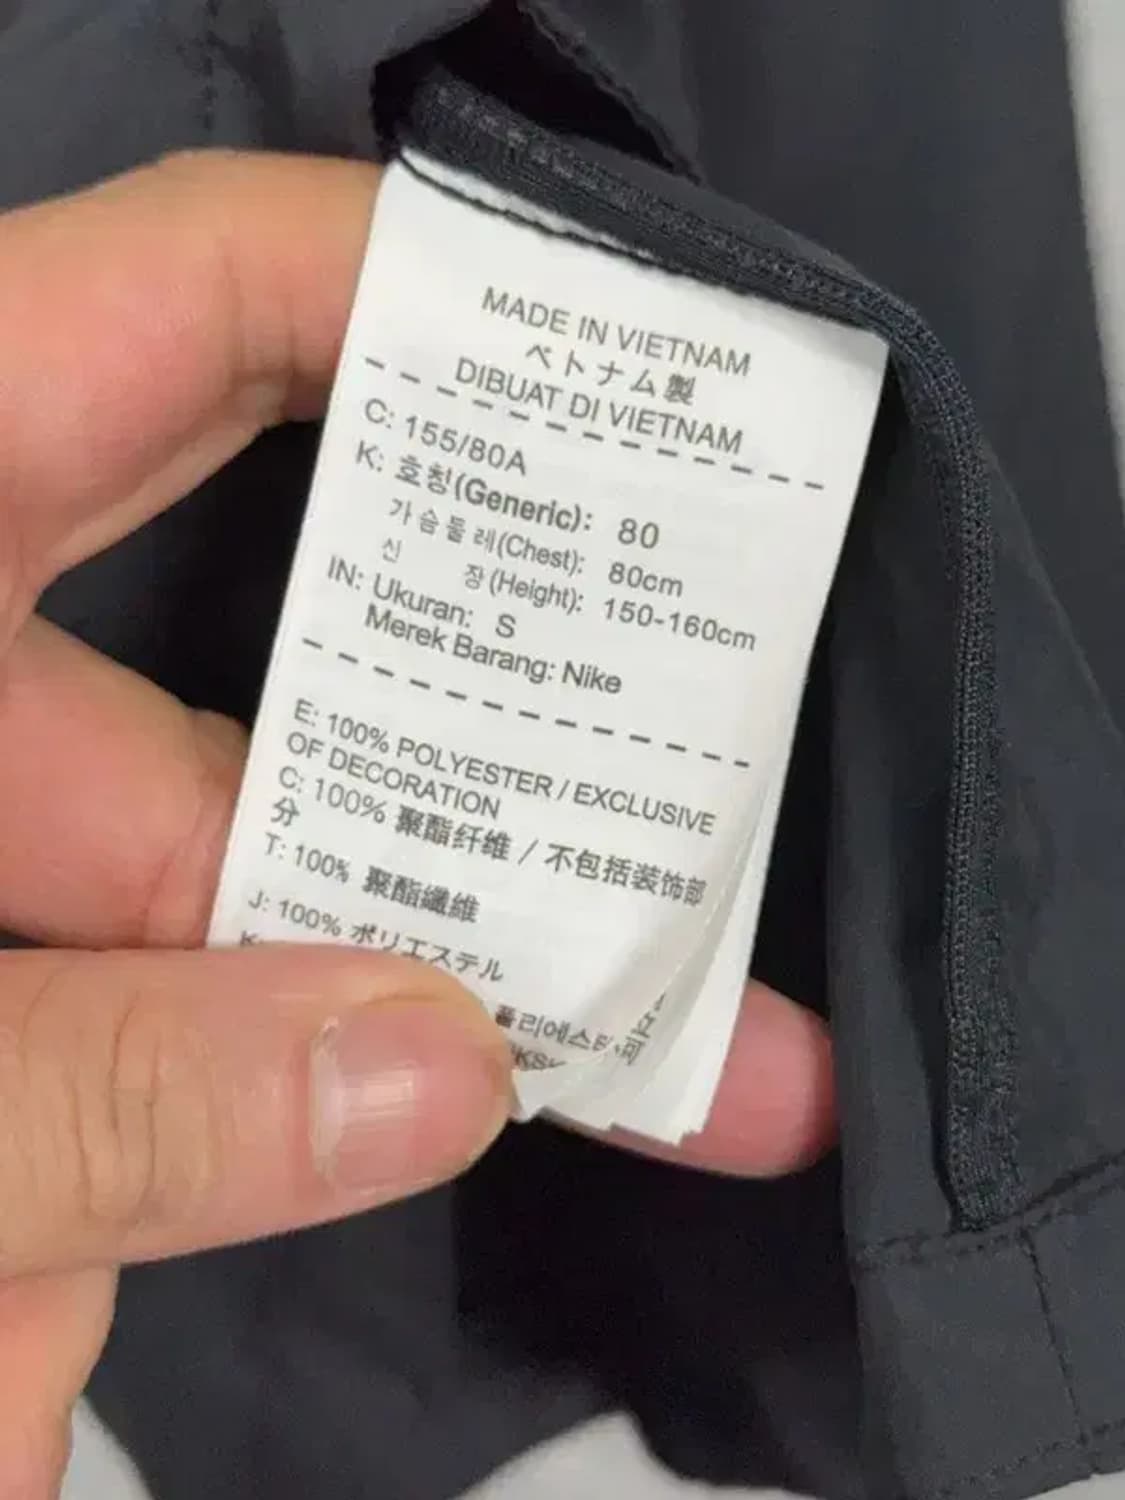 MADE IN VIETNAM
ベトナム製
DIBUAT DI VIETNAM
C: 155/80A
K: 호칭(Generic): 80
가슴둘레(Chest): 80cm
신 장(Height): 150-160cm
IN: Ukuran: S
Merek Barang: Nike
E: 100% POLYESTER / EXCLUSIVE
OF DECORATION
C: 100% 聚酯纤维 / 不包括装饰部
分
T: 100% 聚酯纖維
J: 100% ポリエステル
K: